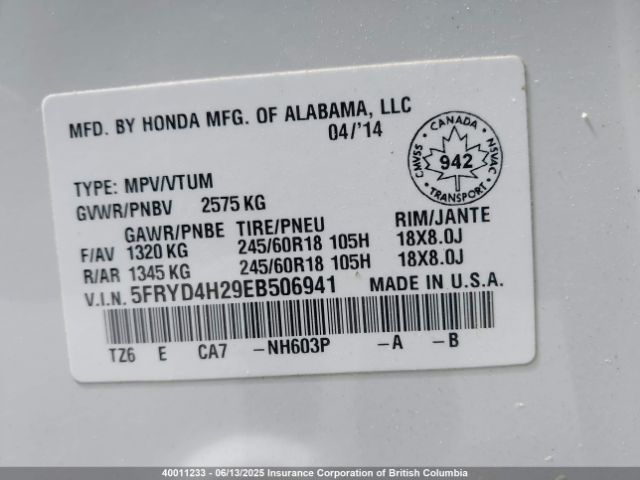 MFD. BY HONDA MFG. OF ALABAMA, LLC
04/'14
CANADA
CMVSS
942
NSVAC
TRANSPORT
TYPE: MPV/VTUM
GVWR/PNBV 2575 KG
GAWR/PNBE TIRE/PNEU RIM/JANTE
F/AV 1320 KG 245/60R18 105H 18X8.0J
R/AR 1345 KG 245/60R18 105H 18X8.0J
V.I.N. 5FRYD4H29EB506941 MADE IN U.S.A.
TZ6 E CA7 -NH603P -A -B
40011233 - 06/13/2025 Insurance Corporation of British Columbia